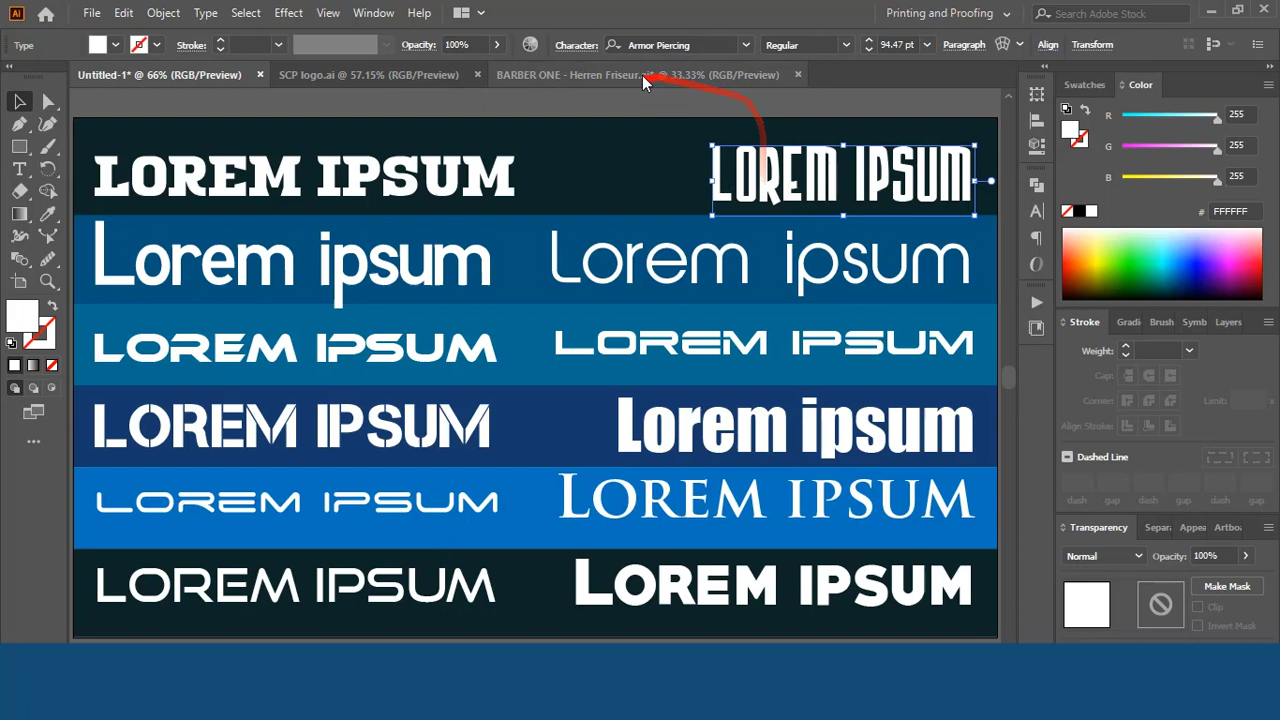 Ai File Edit Object Type Select Effect View Window Help Printing and Proofing Search Adobe Stock
Type Stroke: Opacity: 100% Character: Armor Piercing Regular 94.47 pt Paragraph Align Transform
Untitled-1* @ 66% (RGB/Preview) × SCP logo.ai @ 57.15% (RGB/Preview) × BARBER ONE - Herren Friseur. @ 33.33% (RGB/Preview) ×
Swatches Color
R 255
G 255
B 255
# FFFFFF
LOREM IPSUM LOREM IPSUM
Lorem ipsum Lorem ipsum
LOREM IPSUM LOREM IPSUM
LOREM IPSUM Lorem ipsum
LOREM IPSUM LOREM IPSUM
LOREM IPSUM LOREM IPSUM
Stroke Gradi Brush Symb Layers
Weight:
Cap:
Corner: Limit:
Align Stroke:
Dashed Line
dash gap dash gap dash gap
Transparency Separa Appea Artboa
Normal Opacity: 100%
Make Mask
Clip
Invert Mask